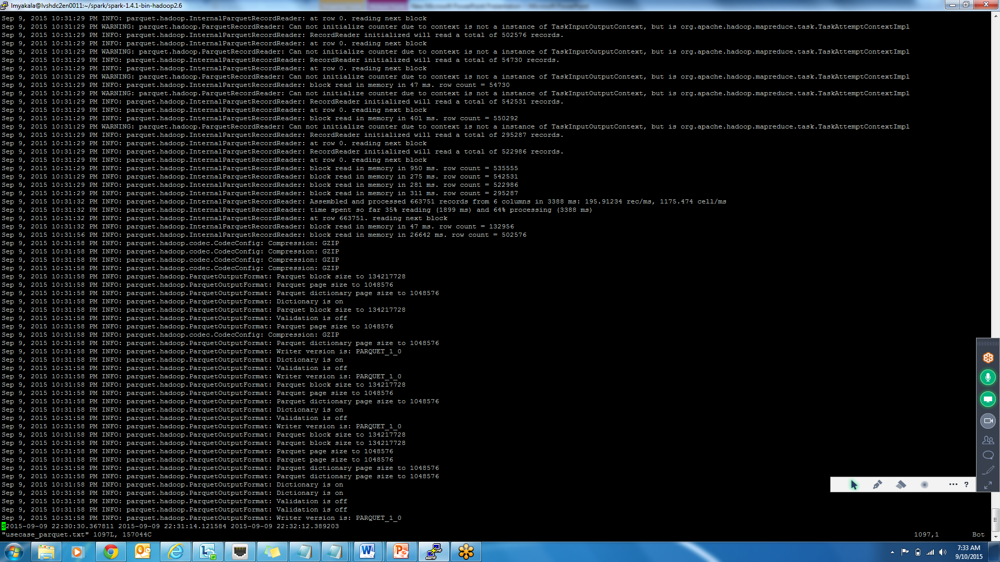 lmyakala@lvshdc2en0011:~/spark/spark-1.4.1-bin-hadoop2.6
Sep 9, 2015 10:31:29 PM INFO: parquet.hadoop.InternalParquetRecordReader: at row 0. reading next block
Sep 9, 2015 10:31:29 PM WARNING: parquet.hadoop.ParquetRecordReader: Can not initialize counter due to context is not a instance of TaskInputOutputContext, but is org.apache.hadoop.mapreduce.task.TaskAttemptContextImpl
Sep 9, 2015 10:31:29 PM INFO: parquet.hadoop.InternalParquetRecordReader: RecordReader initialized will read a total of 502576 records.
Sep 9, 2015 10:31:29 PM INFO: parquet.hadoop.InternalParquetRecordReader: at row 0. reading next block
Sep 9, 2015 10:31:29 PM WARNING: parquet.hadoop.ParquetRecordReader: Can not initialize counter due to context is not a instance of TaskInputOutputContext, but is org.apache.hadoop.mapreduce.task.TaskAttemptContextImpl
Sep 9, 2015 10:31:29 PM INFO: parquet.hadoop.InternalParquetRecordReader: RecordReader initialized will read a total of 54730 records.
Sep 9, 2015 10:31:29 PM INFO: parquet.hadoop.InternalParquetRecordReader: at row 0. reading next block
Sep 9, 2015 10:31:29 PM WARNING: parquet.hadoop.ParquetRecordReader: Can not initialize counter due to context is not a instance of TaskInputOutputContext, but is org.apache.hadoop.mapreduce.task.TaskAttemptContextImpl
Sep 9, 2015 10:31:29 PM INFO: parquet.hadoop.InternalParquetRecordReader: block read in memory in 47 ms. row count = 54730
Sep 9, 2015 10:31:29 PM WARNING: parquet.hadoop.ParquetRecordReader: Can not initialize counter due to context is not a instance of TaskInputOutputContext, but is org.apache.hadoop.mapreduce.task.TaskAttemptContextImpl
Sep 9, 2015 10:31:29 PM INFO: parquet.hadoop.InternalParquetRecordReader: RecordReader initialized will read a total of 542531 records.
Sep 9, 2015 10:31:29 PM INFO: parquet.hadoop.InternalParquetRecordReader: at row 0. reading next block
Sep 9, 2015 10:31:29 PM INFO: parquet.hadoop.InternalParquetRecordReader: block read in memory in 401 ms. row count = 550292
Sep 9, 2015 10:31:29 PM WARNING: parquet.hadoop.ParquetRecordReader: Can not initialize counter due to context is not a instance of TaskInputOutputContext, but is org.apache.hadoop.mapreduce.task.TaskAttemptContextImpl
Sep 9, 2015 10:31:29 PM INFO: parquet.hadoop.InternalParquetRecordReader: RecordReader initialized will read a total of 295287 records.
Sep 9, 2015 10:31:29 PM INFO: parquet.hadoop.InternalParquetRecordReader: at row 0. reading next block
Sep 9, 2015 10:31:29 PM INFO: parquet.hadoop.InternalParquetRecordReader: RecordReader initialized will read a total of 522986 records.
Sep 9, 2015 10:31:29 PM INFO: parquet.hadoop.InternalParquetRecordReader: at row 0. reading next block
Sep 9, 2015 10:31:29 PM INFO: parquet.hadoop.InternalParquetRecordReader: block read in memory in 950 ms. row count = 535555
Sep 9, 2015 10:31:29 PM INFO: parquet.hadoop.InternalParquetRecordReader: block read in memory in 275 ms. row count = 542531
Sep 9, 2015 10:31:29 PM INFO: parquet.hadoop.InternalParquetRecordReader: block read in memory in 281 ms. row count = 522986
Sep 9, 2015 10:31:29 PM INFO: parquet.hadoop.InternalParquetRecordReader: block read in memory in 311 ms. row count = 295287
Sep 9, 2015 10:31:32 PM INFO: parquet.hadoop.InternalParquetRecordReader: Assembled and processed 663751 records from 6 columns in 3388 ms: 195.91234 rec/ms, 1175.474 cell/ms
Sep 9, 2015 10:31:32 PM INFO: parquet.hadoop.InternalParquetRecordReader: time spent so far 35% reading (1899 ms) and 64% processing (3388 ms)
Sep 9, 2015 10:31:32 PM INFO: parquet.hadoop.InternalParquetRecordReader: at row 663751. reading next block
Sep 9, 2015 10:31:32 PM INFO: parquet.hadoop.InternalParquetRecordReader: block read in memory in 47 ms. row count = 132956
Sep 9, 2015 10:31:56 PM INFO: parquet.hadoop.InternalParquetRecordReader: block read in memory in 26642 ms. row count = 502576
Sep 9, 2015 10:31:58 PM INFO: parquet.hadoop.codec.CodecConfig: Compression: GZIP
Sep 9, 2015 10:31:58 PM INFO: parquet.hadoop.codec.CodecConfig: Compression: GZIP
Sep 9, 2015 10:31:58 PM INFO: parquet.hadoop.codec.CodecConfig: Compression: GZIP
Sep 9, 2015 10:31:58 PM INFO: parquet.hadoop.codec.CodecConfig: Compression: GZIP
Sep 9, 2015 10:31:58 PM INFO: parquet.hadoop.ParquetOutputFormat: Parquet block size to 134217728
Sep 9, 2015 10:31:58 PM INFO: parquet.hadoop.ParquetOutputFormat: Parquet page size to 1048576
Sep 9, 2015 10:31:58 PM INFO: parquet.hadoop.ParquetOutputFormat: Parquet dictionary page size to 1048576
Sep 9, 2015 10:31:58 PM INFO: parquet.hadoop.ParquetOutputFormat: Dictionary is on
Sep 9, 2015 10:31:58 PM INFO: parquet.hadoop.ParquetOutputFormat: Parquet block size to 134217728
Sep 9, 2015 10:31:58 PM INFO: parquet.hadoop.ParquetOutputFormat: Validation is off
Sep 9, 2015 10:31:58 PM INFO: parquet.hadoop.ParquetOutputFormat: Parquet page size to 1048576
Sep 9, 2015 10:31:58 PM INFO: parquet.hadoop.codec.CodecConfig: Compression: GZIP
Sep 9, 2015 10:31:58 PM INFO: parquet.hadoop.ParquetOutputFormat: Parquet dictionary page size to 1048576
Sep 9, 2015 10:31:58 PM INFO: parquet.hadoop.ParquetOutputFormat: Writer version is: PARQUET_1_0
Sep 9, 2015 10:31:58 PM INFO: parquet.hadoop.ParquetOutputFormat: Dictionary is on
Sep 9, 2015 10:31:58 PM INFO: parquet.hadoop.ParquetOutputFormat: Validation is off
Sep 9, 2015 10:31:58 PM INFO: parquet.hadoop.ParquetOutputFormat: Writer version is: PARQUET_1_0
Sep 9, 2015 10:31:58 PM INFO: parquet.hadoop.ParquetOutputFormat: Parquet block size to 134217728
Sep 9, 2015 10:31:58 PM INFO: parquet.hadoop.ParquetOutputFormat: Parquet page size to 1048576
Sep 9, 2015 10:31:58 PM INFO: parquet.hadoop.ParquetOutputFormat: Parquet dictionary page size to 1048576
Sep 9, 2015 10:31:58 PM INFO: parquet.hadoop.ParquetOutputFormat: Dictionary is on
Sep 9, 2015 10:31:58 PM INFO: parquet.hadoop.ParquetOutputFormat: Validation is off
Sep 9, 2015 10:31:58 PM INFO: parquet.hadoop.ParquetOutputFormat: Writer version is: PARQUET_1_0
Sep 9, 2015 10:31:58 PM INFO: parquet.hadoop.ParquetOutputFormat: Parquet block size to 134217728
Sep 9, 2015 10:31:58 PM INFO: parquet.hadoop.ParquetOutputFormat: Parquet block size to 134217728
Sep 9, 2015 10:31:58 PM INFO: parquet.hadoop.ParquetOutputFormat: Parquet page size to 1048576
Sep 9, 2015 10:31:58 PM INFO: parquet.hadoop.ParquetOutputFormat: Parquet page size to 1048576
Sep 9, 2015 10:31:58 PM INFO: parquet.hadoop.ParquetOutputFormat: Parquet dictionary page size to 1048576
Sep 9, 2015 10:31:58 PM INFO: parquet.hadoop.ParquetOutputFormat: Parquet dictionary page size to 1048576
Sep 9, 2015 10:31:58 PM INFO: parquet.hadoop.ParquetOutputFormat: Dictionary is on
Sep 9, 2015 10:31:58 PM INFO: parquet.hadoop.ParquetOutputFormat: Dictionary is on
Sep 9, 2015 10:31:58 PM INFO: parquet.hadoop.ParquetOutputFormat: Validation is off
Sep 9, 2015 10:31:58 PM INFO: parquet.hadoop.ParquetOutputFormat: Validation is off
Sep 9, 2015 10:31:58 PM INFO: parquet.hadoop.ParquetOutputFormat: Writer version is: PARQUET_1_0
S2015-09-09 22:30:30.367811 2015-09-09 22:31:14.121584 2015-09-09 22:32:12.389203
"usecase_parquet.txt" 1097L, 157044C 1097,1 Bot
7:33 AM
9/10/2015